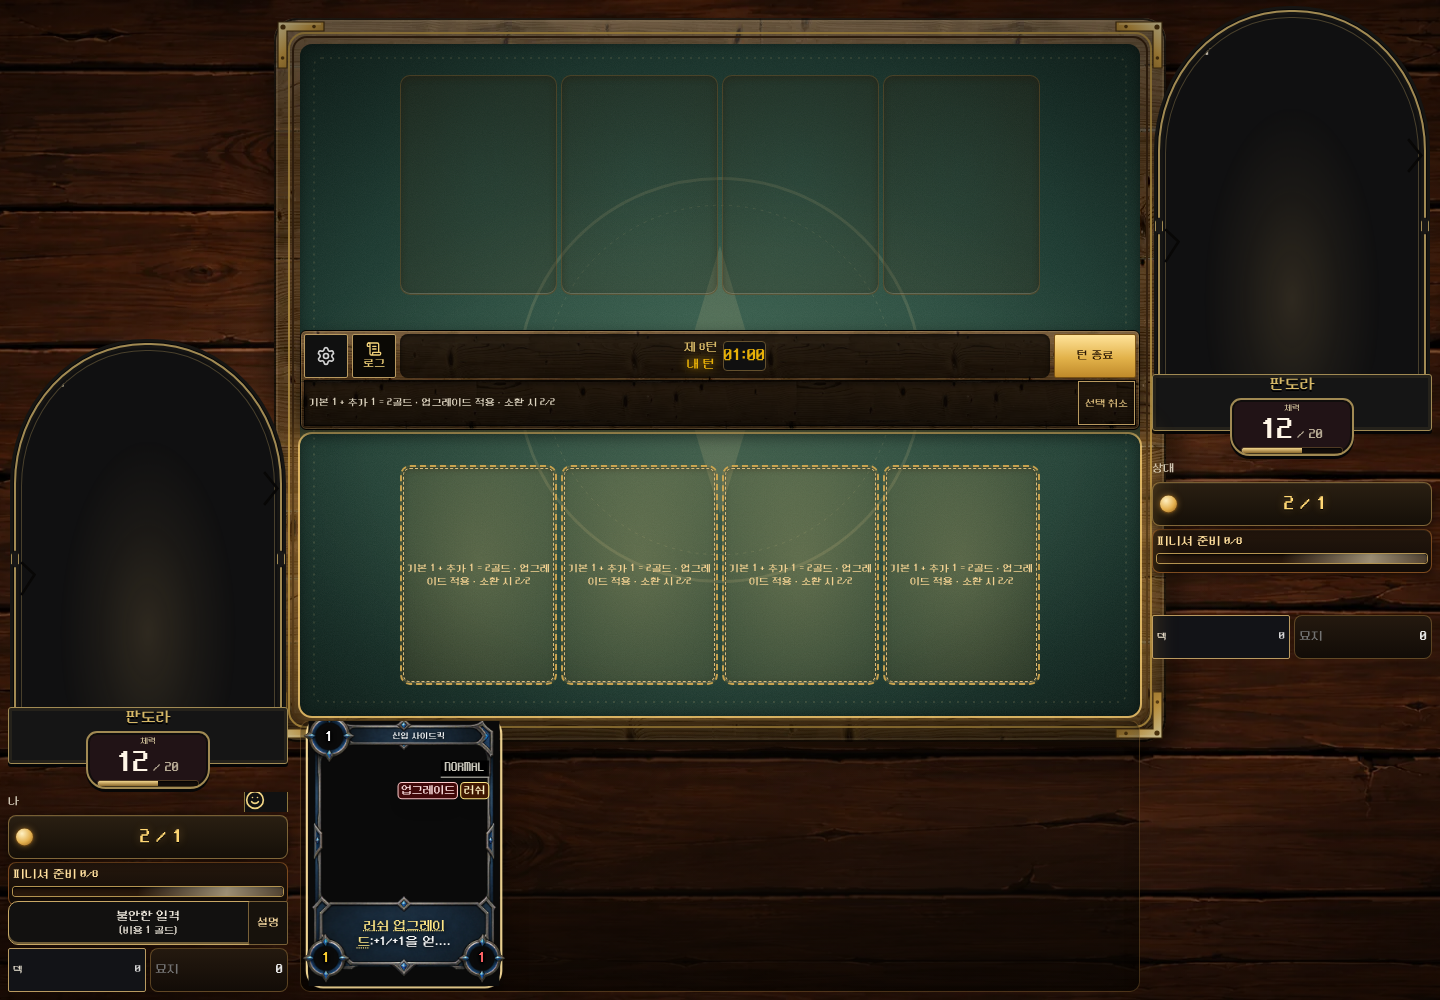 로그
제 0턴
내 턴
01:00
턴 종료
기본 1 + 추가 1 = 2골드 · 업그레이드 적용 · 소환 시 2/2
선택 취소
판도라
체력
12 / 20
상대
2 / 1
피니셔 준비 0/8
덱 0
묘지 0
기본 1 + 추가 1 = 2골드 · 업그레
이드 적용 · 소환 시 2/2
기본 1 + 추가 1 = 2골드 · 업그레
이드 적용 · 소환 시 2/2
기본 1 + 추가 1 = 2골드 · 업그레
이드 적용 · 소환 시 2/2
기본 1 + 추가 1 = 2골드 · 업그레
이드 적용 · 소환 시 2/2
판도라
체력
12 / 20
나
2 / 1
피니셔 준비 0/8
불안한 일격
(비용 1 골드)
설명
덱 0
묘지 0
1
신입 사이드킥
NORMAL
업그레이드 러쉬
러쉬 업그레이
드:+1/+1을 얻....
1
1